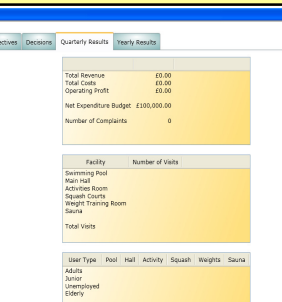 ectives Decisions Quarterly Results Yearly Results
Total Revenue £0.00
Total Costs £0.00
Operating Profit £0.00
Net Expenditure Budget £100,000.00
Number of Complaints 0
Facility Number of Visits
Swimming Pool
Main Hall
Activities Room
Squash Courts
Weight Training Room
Sauna
Total Visits
User Type Pool Hall Activity Squash Weights Sauna
Adults
Junior
Unemployed
Elderly